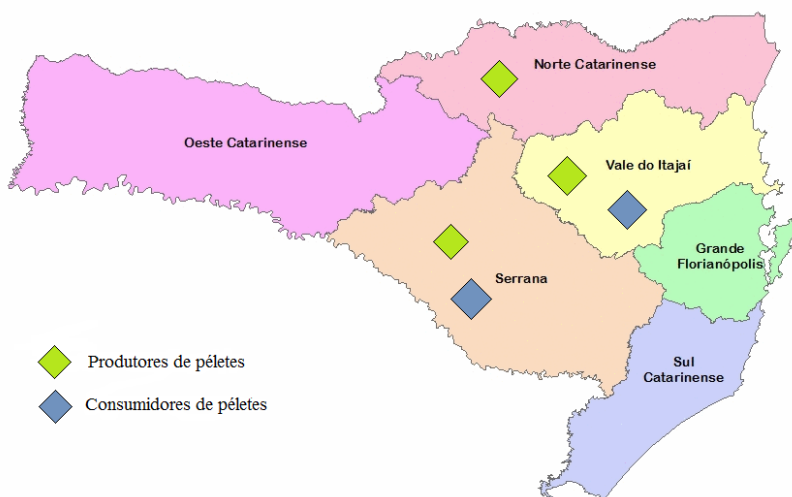 Norte Catarinense
Oeste Catarinense
Vale do Itajaí
Grande
Florianópolis
Serrana
Sul
Catarinense
Produtores de péletes
Consumidores de péletes